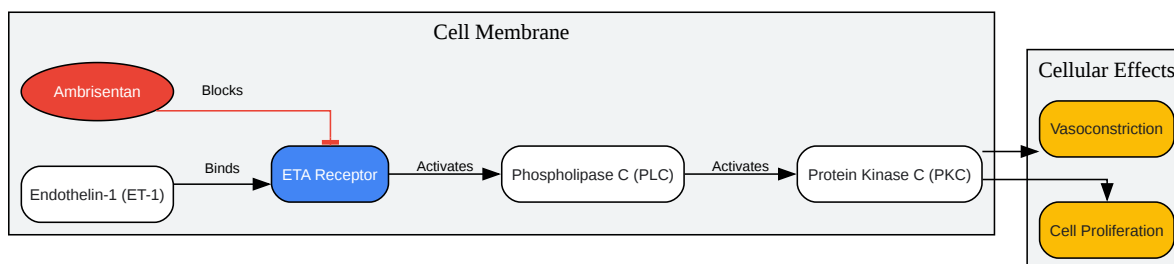 Cell Membrane
Cellular Effects
Ambrisentan
Blocks
Vasoconstriction
Endothelin-1 (ET-1)
Binds
ETA Receptor
Activates
Phospholipase C (PLC)
Activates
Protein Kinase C (PKC)
Cell Proliferation